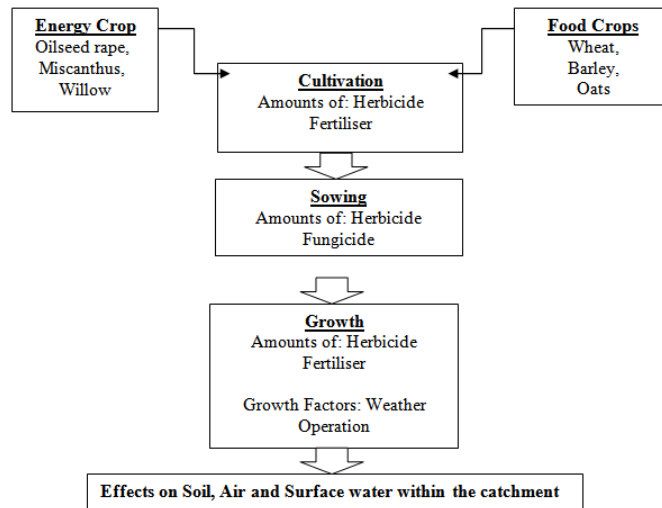 Energy Crop
Oilseed rape,
Miscanthus,
Willow
Food Crops
Wheat,
Barley,
Oats
Cultivation
Amounts of: Herbicide
Fertiliser
Sowing
Amounts of: Herbicide
Fungicide
Growth
Amounts of: Herbicide
Fertiliser
Growth Factors: Weather
Operation
Effects on Soil, Air and Surface water within the catchment